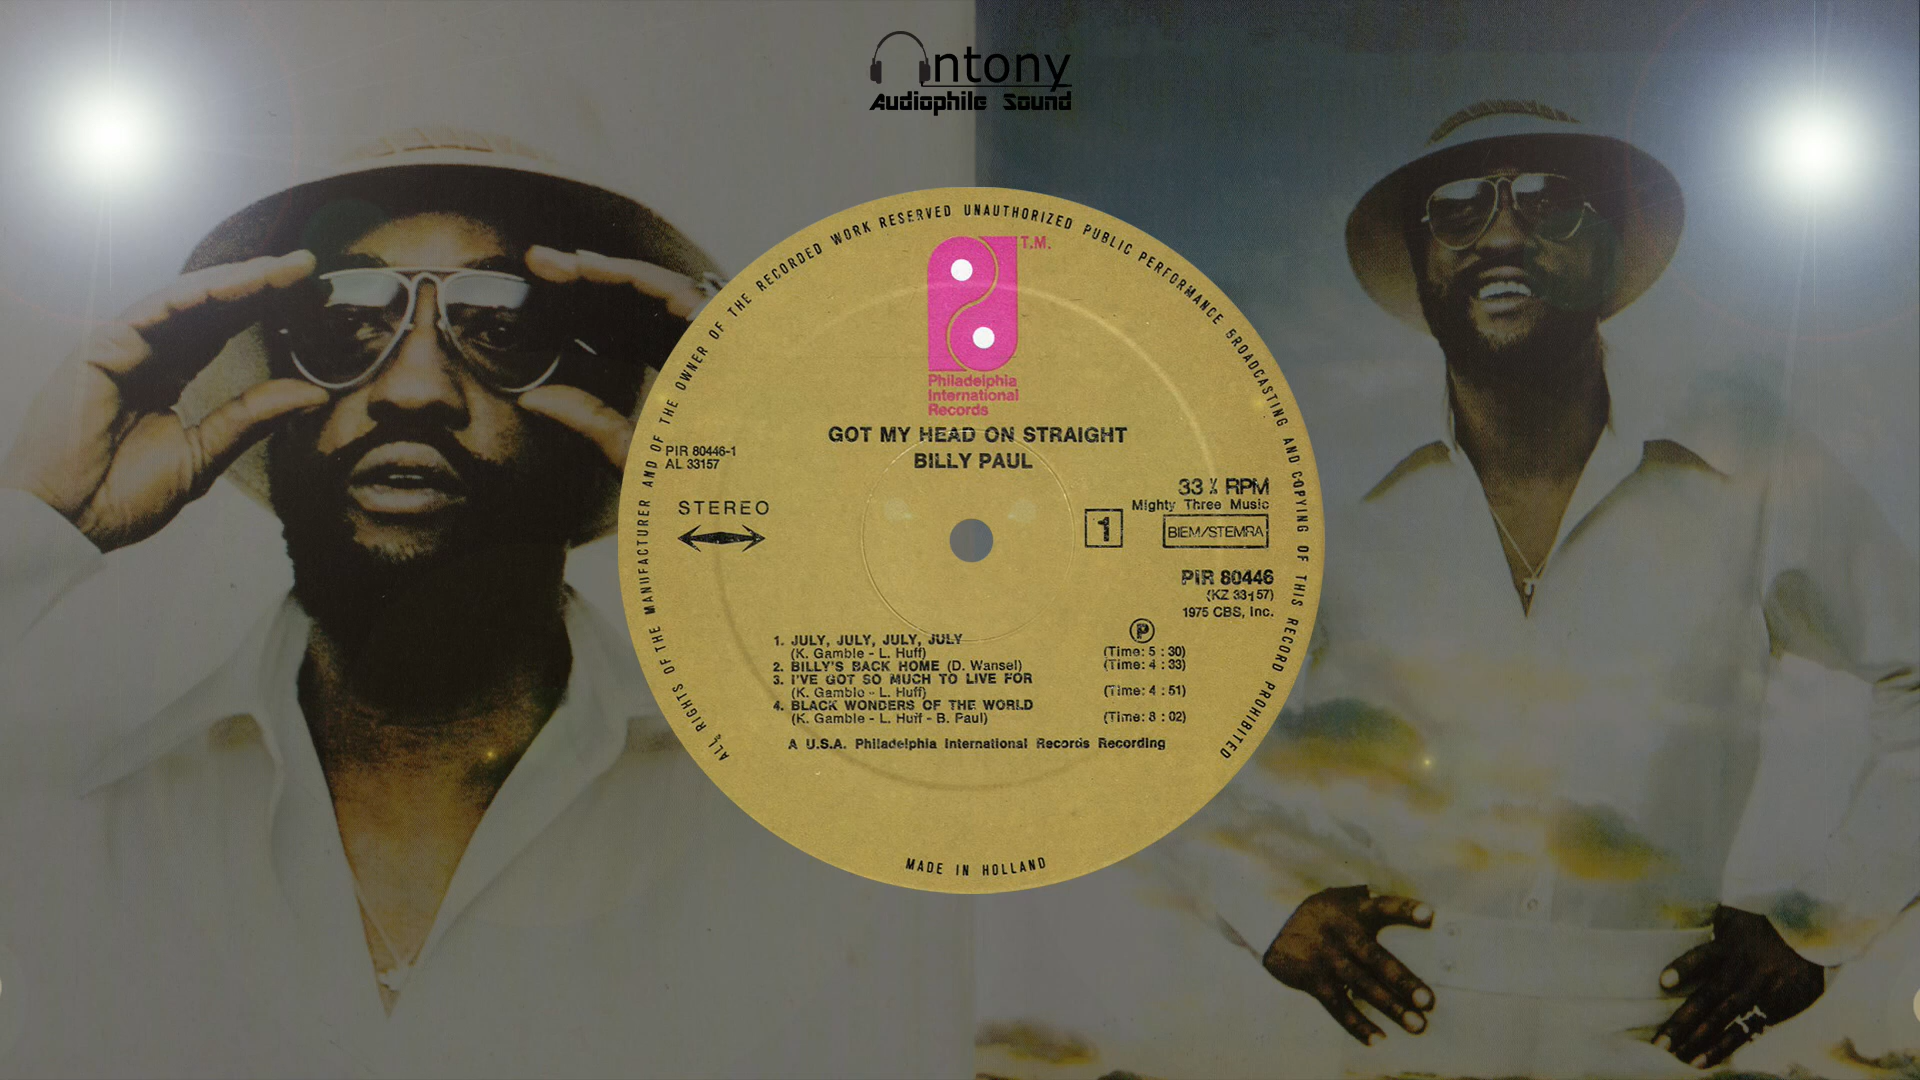 ntony
Audiophile Sound
ALL RIGHTS OF THE MANUFACTURER AND OF THE OWNER OF THE RECORDED WORK RESERVED UNAUTHORIZED PUBLIC PERFORMANCE BROADCASTING AND COPYING OF THIS RECORD PROHIBITED
T.M.
Philadelphia
International
Records
GOT MY HEAD ON STRAIGHT
BILLY PAUL
PIR 80446-1
AL 33157
STEREO
33 ⅓ RPM
Mighty Three Music
1
BIEM/STEMRA
PIR 80446
(KZ 33157)
1975 CBS, Inc.
P
1. JULY, JULY, JULY, JULY
(K. Gamble - L. Huff) (Time: 5 : 30)
2. BILLY'S BACK HOME (D. Wansel) (Time: 4 : 33)
3. I'VE GOT SO MUCH TO LIVE FOR
(K. Gamble - L. Huff) (Time: 4 : 51)
4. BLACK WONDERS OF THE WORLD
(K. Gamble - L. Huff - B. Paul) (Time: 8 : 02)
A U.S.A. Philadelphia International Records Recording
MADE IN HOLLAND